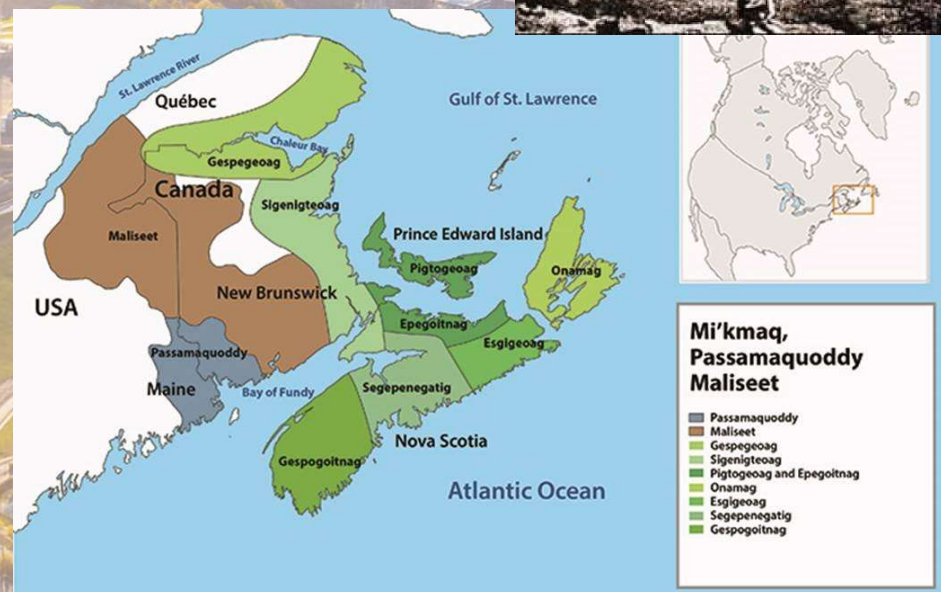 St. Lawrence River
Québec
Gulf of St. Lawrence
Chaleur Bay
Gespegeoag
Canada
Sigenigteoag
Maliseet
Prince Edward Island
Pigtogeoag
Onamag
USA
New Brunswick
Epegoitnag
Esgigeoag
Passamaquoddy
Maine
Bay of Fundy
Segepenegatig
Nova Scotia
Gespogoitnag
Atlantic Ocean
Mi'kmaq,
Passamaquoddy
Maliseet
Passamaquoddy
Maliseet
Gespegeoag
Sigenigteoag
Pigtogeoag and Epegoitnag
Onamag
Esgigeoag
Segepenegatig
Gespogoitnag